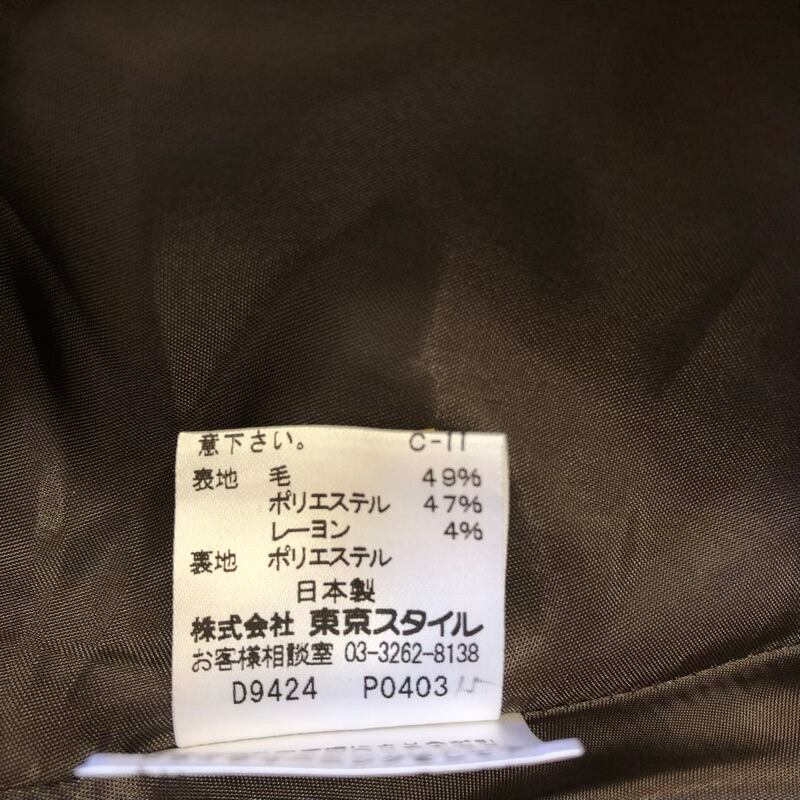 意下さい。 C-11
表地 毛 49%
ポリエステル 47%
レーヨン 4%
裏地 ポリエステル
日本製
株式会社 東京スタイル
お客様相談室 03-3262-8138
D9424 P0403